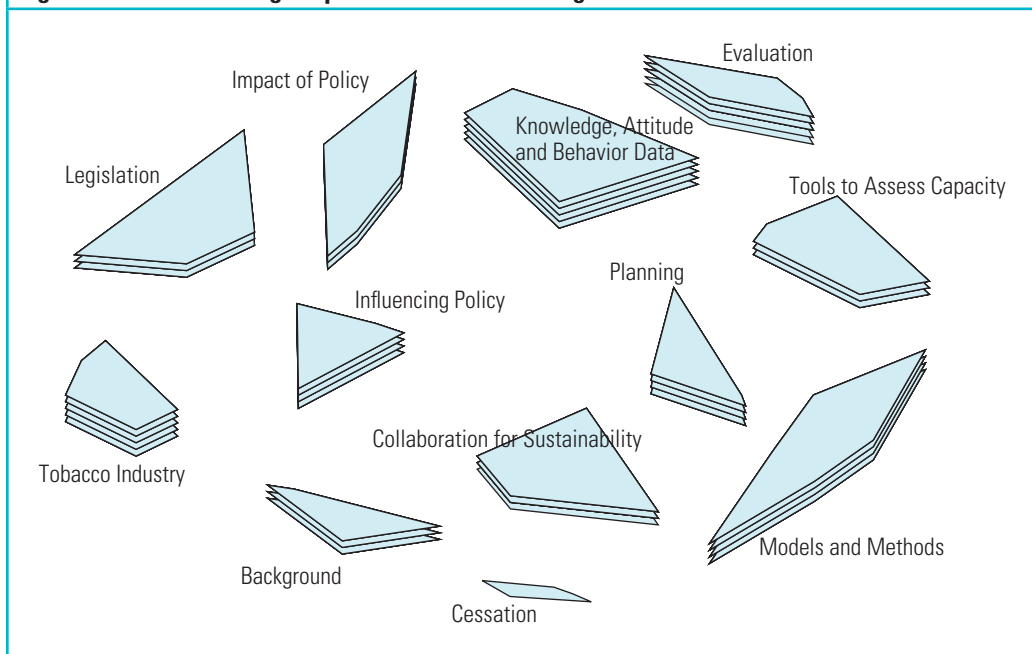 Evaluation
Impact of Policy
Knowledge, Attitude
and Behavior Data
Legislation
Tools to Assess Capacity
Planning
Influencing Policy
Collaboration for Sustainability
Tobacco Industry
Models and Methods
Background
Cessation